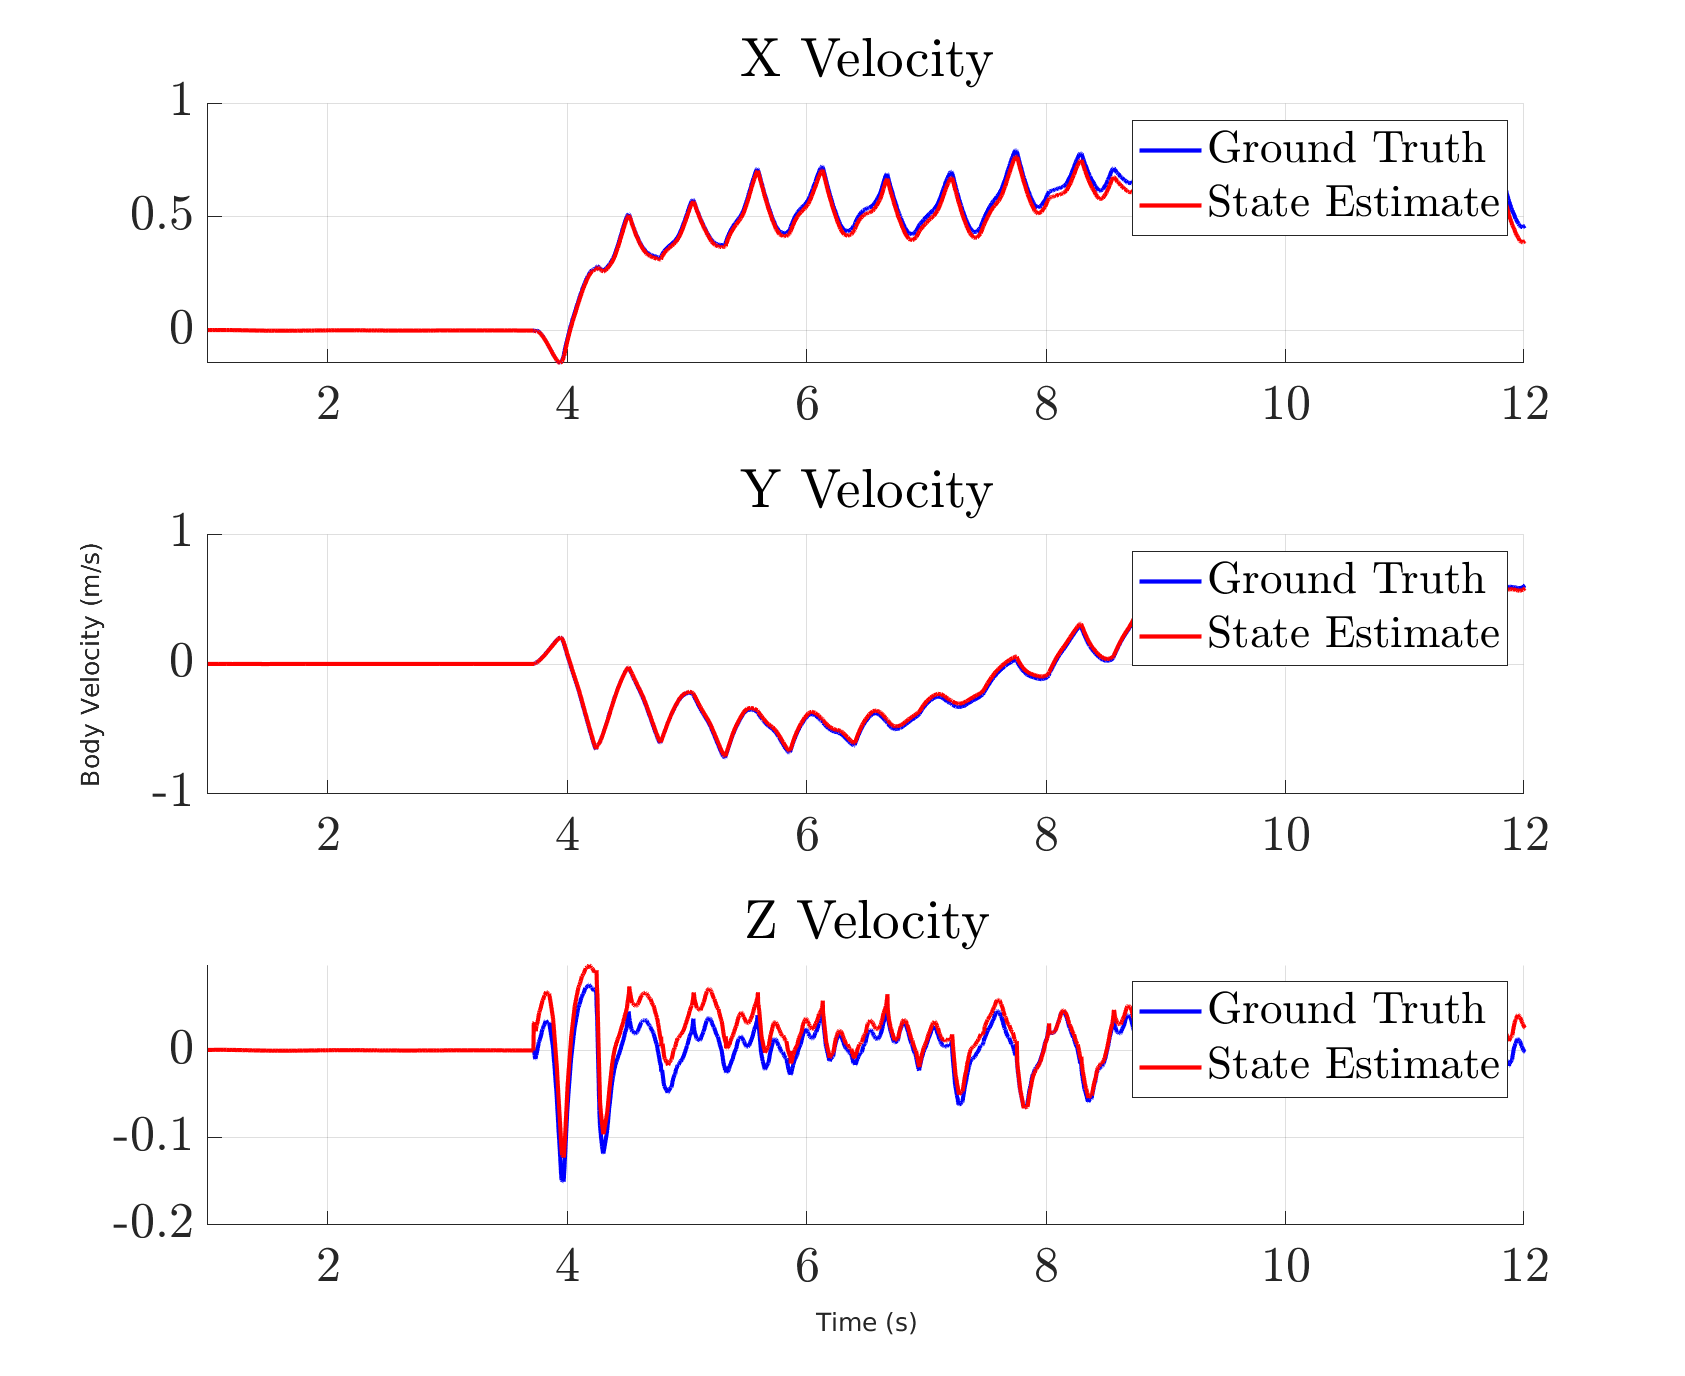 X Velocity
1
0.5
0
Ground Truth
State Estimate
2 4 6 8 10 12
Y Velocity
Body Velocity (m/s)
1
0
-1
Ground Truth
State Estimate
2 4 6 8 10 12
Z Velocity
0
-0.1
-0.2
Ground Truth
State Estimate
2 4 6 8 10 12
Time (s)